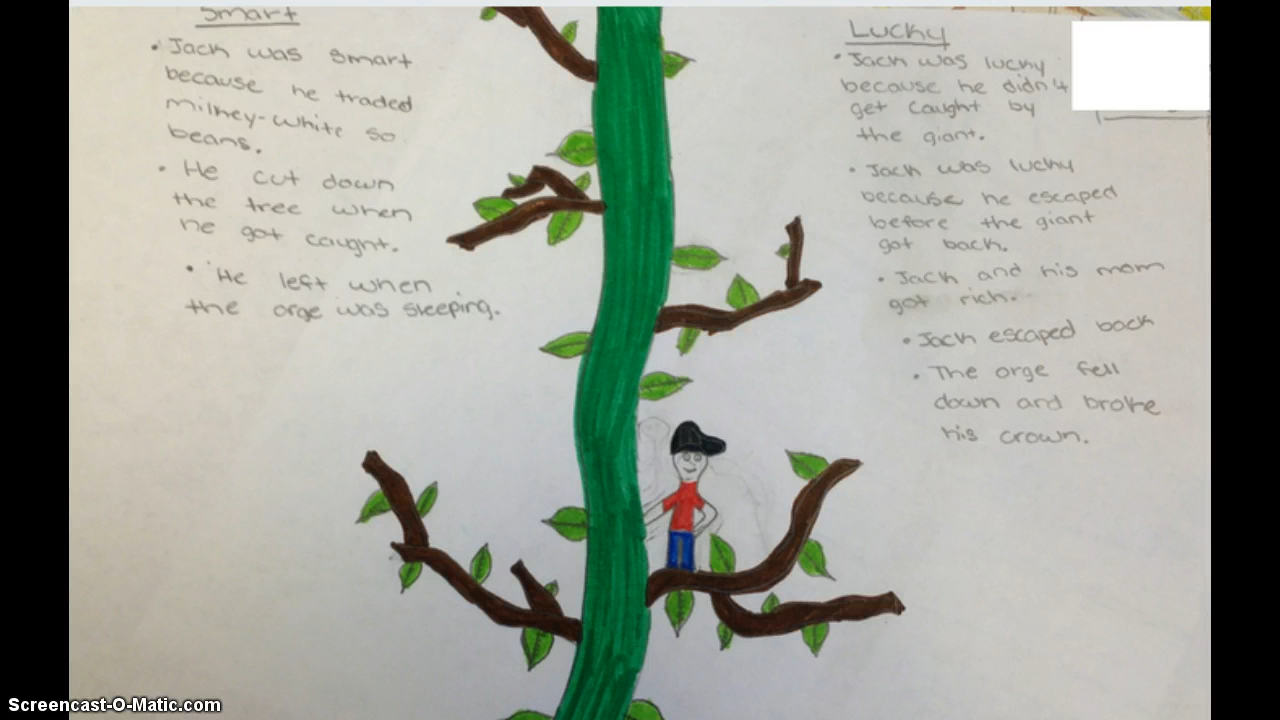 Smart
• Jack was smart
because he traded
Milney-white so
beans.
• He cut down
the tree when
he got caught.
• He left when
the orge was sleeping.
Lucky
• Jack was lucky
because he didn't
get caught by
the giant.
• Jack was lucky
because he escaped
before the giant
got back.
• Jack and his mom
got rich.
• Jack escaped back
• The orge fell
down and broke
his crown.
Screencast-O-Matic.com